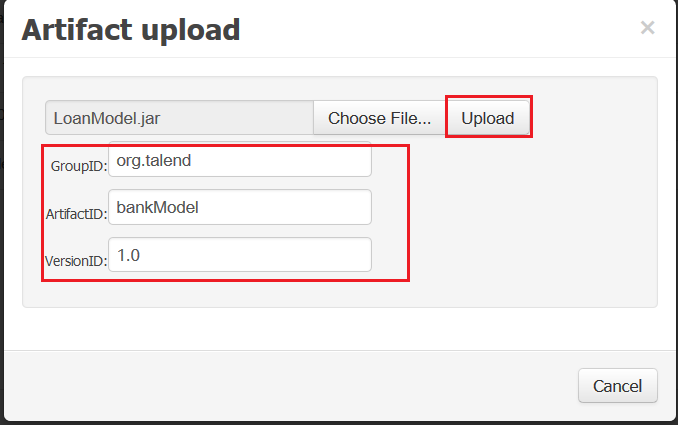 Artifact upload ×
LoanModel.jar Choose File... Upload
GroupID: org.talend
ArtifactID: bankModel
VersionID: 1.0
Cancel